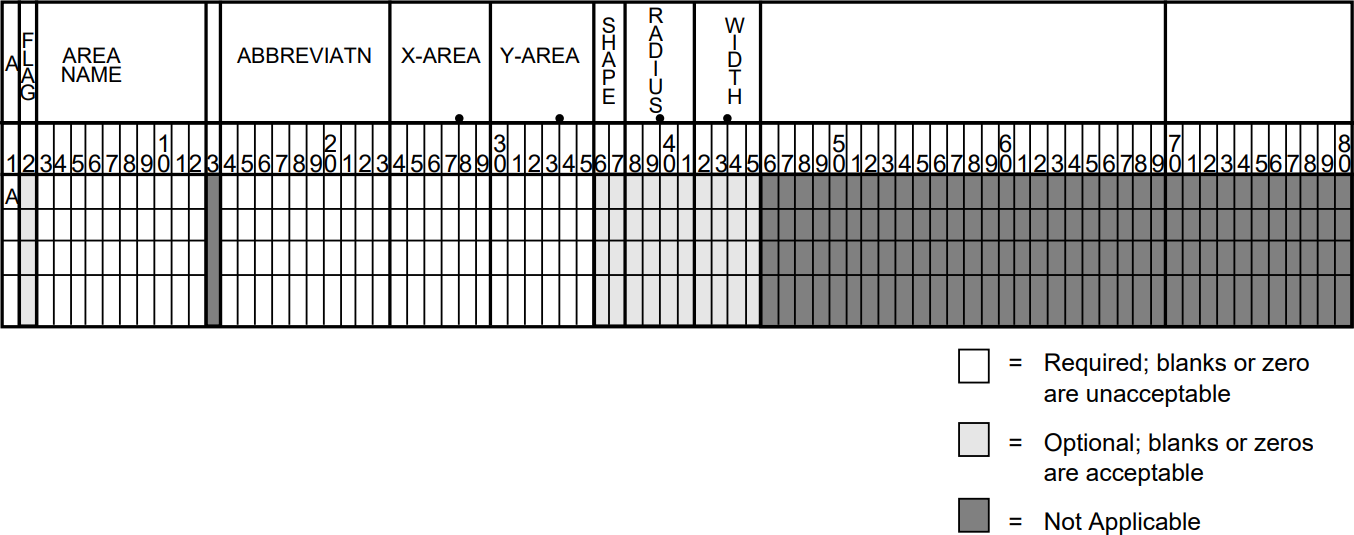 A
FLAG
AREA
NAME
ABBREVIATN
X-AREA
Y-AREA
SHAPE
RADIUS
WIDTH
1 2 3 4 5 6 7 8 9 10 1 2 3 4 5 6 7 8 9 20 1 2 3 4 5 6 7 8 9 30 1 2 3 4 5 6 7 8 9 40 1 2 3 4 5 6 7 8 9 50 1 2 3 4 5 6 7 8 9 60 1 2 3 4 5 6 7 8 9 70 1 2 3 4 5 6 7 8 9 80
A
= Required; blanks or zero
are unacceptable
= Optional; blanks or zeros
are acceptable
= Not Applicable